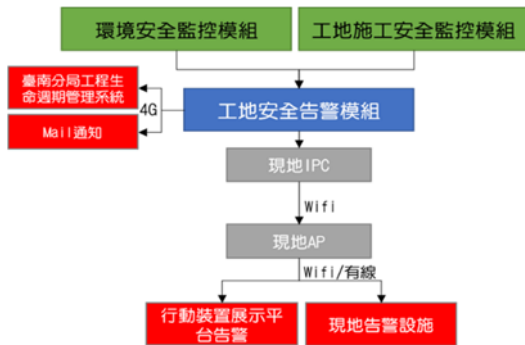 環境安全監控模組
工地施工安全監控模組
臺南分局工程生
命週期管理系統
4G
Mail通知
工地安全告警模組
現地IPC
Wifi
現地AP
Wifi/有線
行動裝置展示平
台告警
現地告警設施